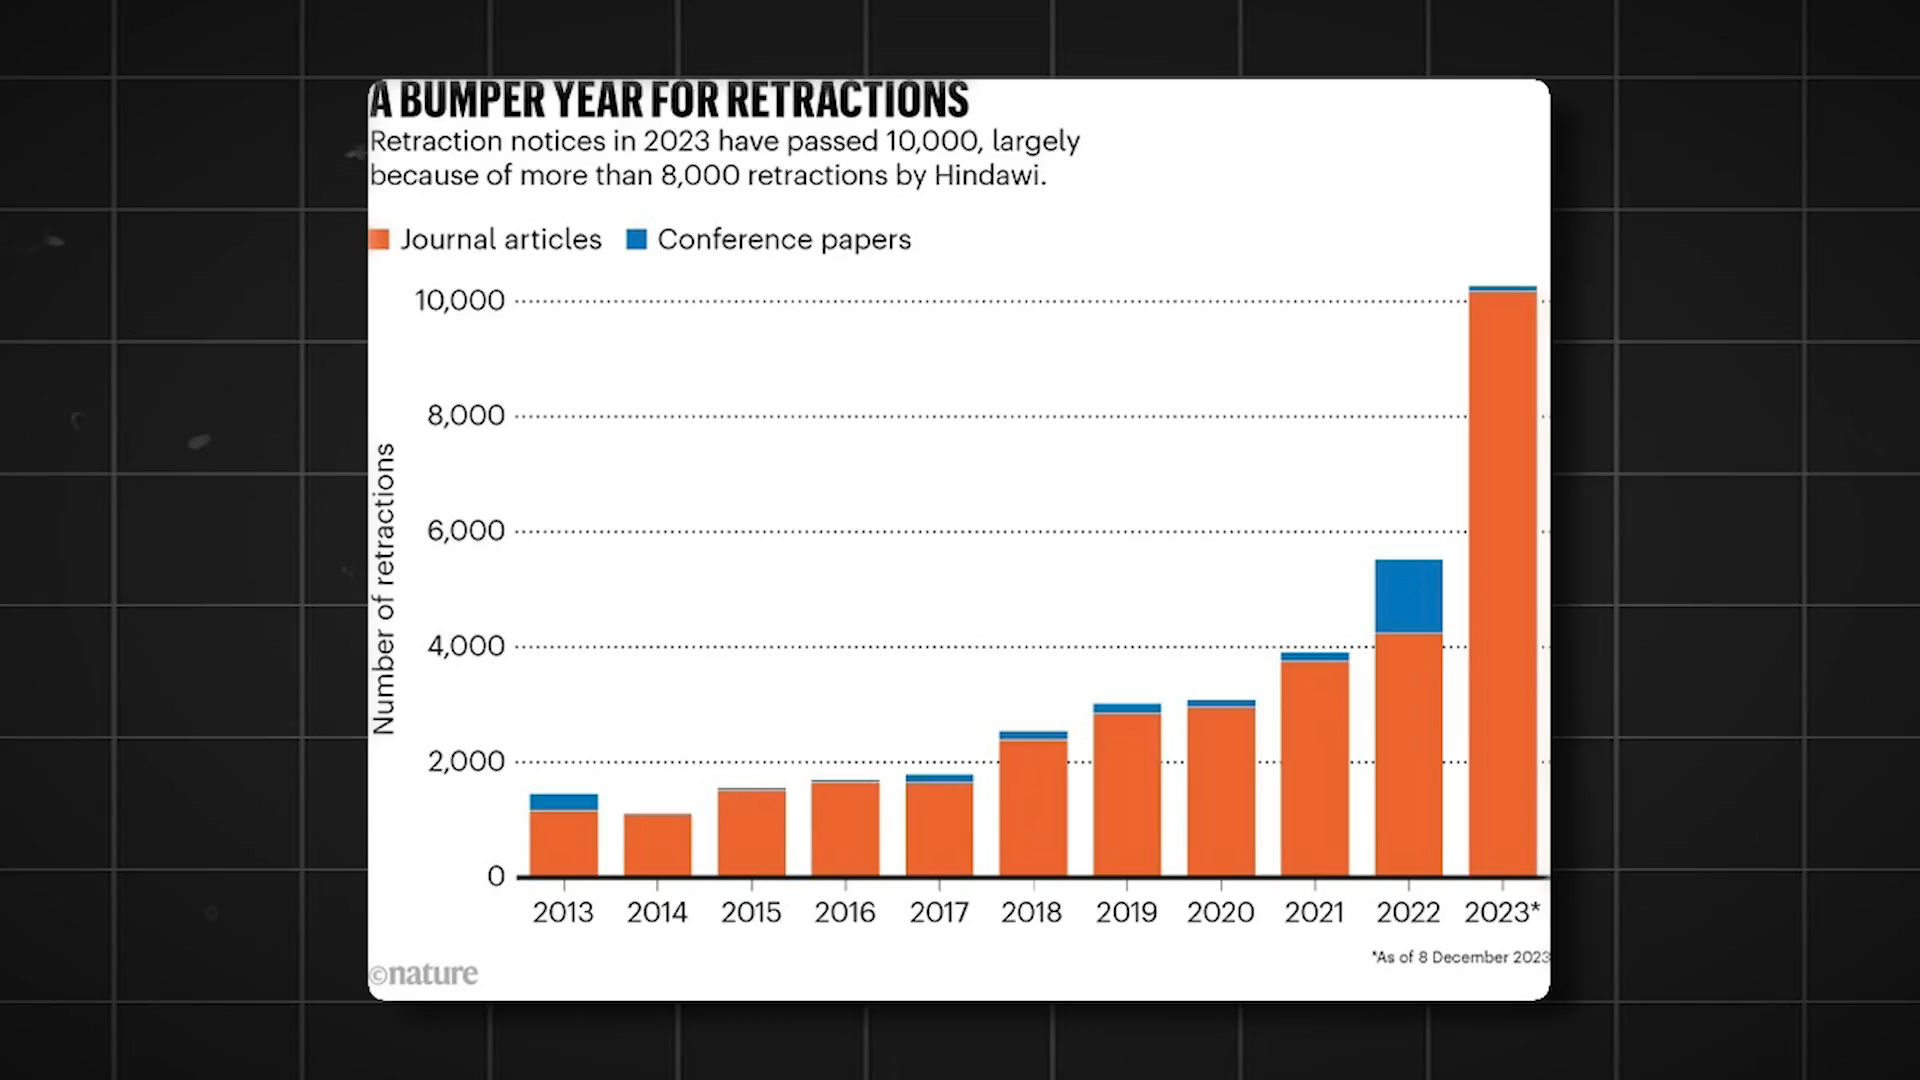 A BUMPER YEAR FOR RETRACTIONS
Retraction notices in 2023 have passed 10,000, largely
because of more than 8,000 retractions by Hindawi.
Journal articles Conference papers
Number of retractions
10,000
8,000
6,000
4,000
2,000
0
2013 2014 2015 2016 2017 2018 2019 2020 2021 2022 2023*
*As of 8 December 2023
©nature